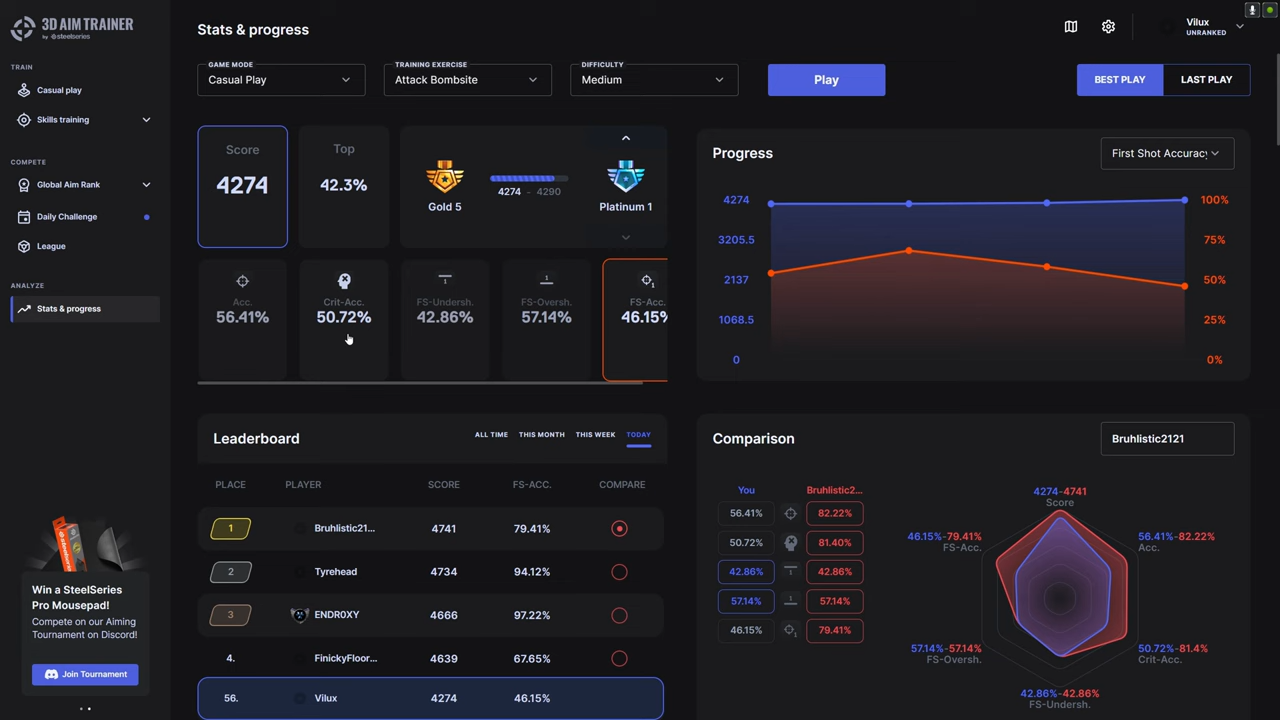 3D AIM TRAINER
by steelseries
TRAIN
Casual play
Skills training
COMPETE
Global Aim Rank
Daily Challenge
League
ANALYZE
Stats & progress
Win a SteelSeries
Pro Mousepad!
Compete on our Aiming
Tournament on Discord!
Join Tournament
Stats & progress
Vilux
UNRANKED
GAME MODE
Casual Play
TRAINING EXERCISE
Attack Bombsite
DIFFICULTY
Medium
Play
BEST PLAY
LAST PLAY
Score
4274
Top
42.3%
Gold 5
4274 - 4290
Platinum 1
Acc.
56.41%
Crit-Acc.
50.72%
FS-Undersh.
42.86%
FS-Oversh.
57.14%
1
FS-Acc.
46.15%
Progress
First Shot Accuracy
4274
3205.5
2137
1068.5
0
100%
75%
50%
25%
0%
Leaderboard
ALL TIME
THIS MONTH
THIS WEEK
TODAY
PLACE PLAYER SCORE FS-ACC. COMPARE
1 Bruhlistic21... 4741 79.41%
2 Tyrehead 4734 94.12%
3 ENDR0XY 4666 97.22%
4. FinickyFloor... 4639 67.65%
56. Vilux 4274 46.15%
Comparison
Bruhlistic2121
You Bruhlistic2...
56.41% 82.22%
50.72% 81.40%
42.86% 1 42.86%
57.14% 1 57.14%
46.15% 1 79.41%
4274-4741
Score
56.41%-82.22%
Acc.
50.72%-81.4%
Crit-Acc.
42.86%-42.86%
FS-Undersh.
57.14%-57.14%
FS-Oversh.
46.15%-79.41%
FS-Acc.